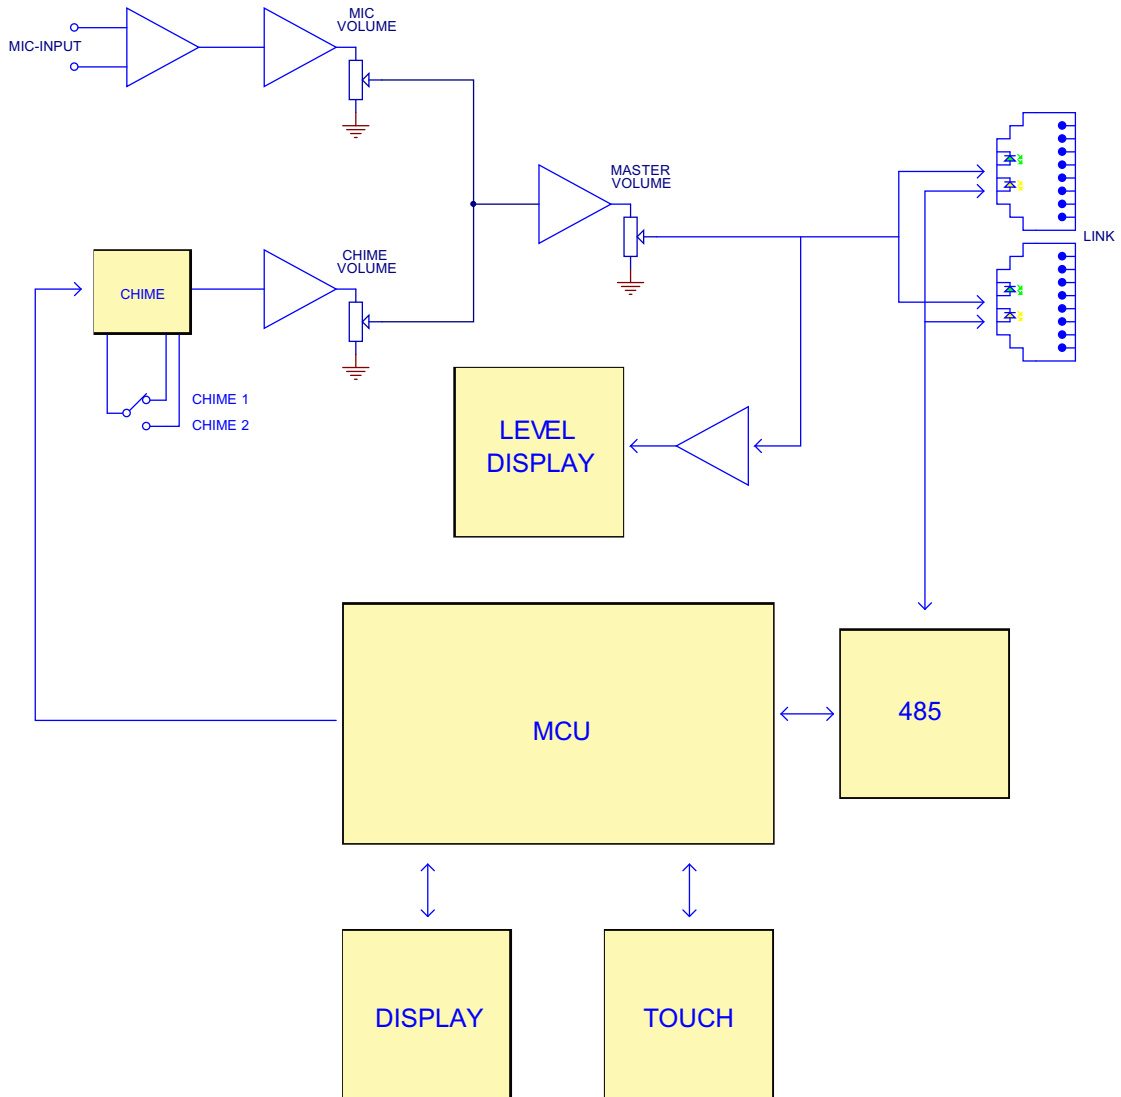 MIC
VOLUME
MIC-INPUT
MASTER
VOLUME
LINK
CHIME
VOLUME
CHIME
CHIME 1
CHIME 2
LEVEL
DISPLAY
MCU
485
DISPLAY
TOUCH